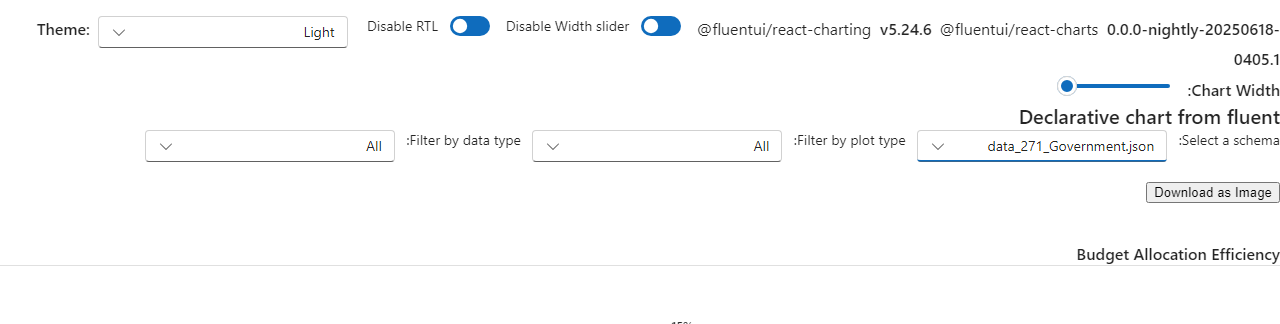 Theme: Light Disable RTL Disable Width slider @fluentui/react-charting v5.24.6 @fluentui/react-charts 0.0.0-nightly-20250618-
0405.1
:Chart Width
Declarative chart from fluent
:Select a schema data_271_Government.json :Filter by plot type All :Filter by data type All
Download as Image
Budget Allocation Efficiency